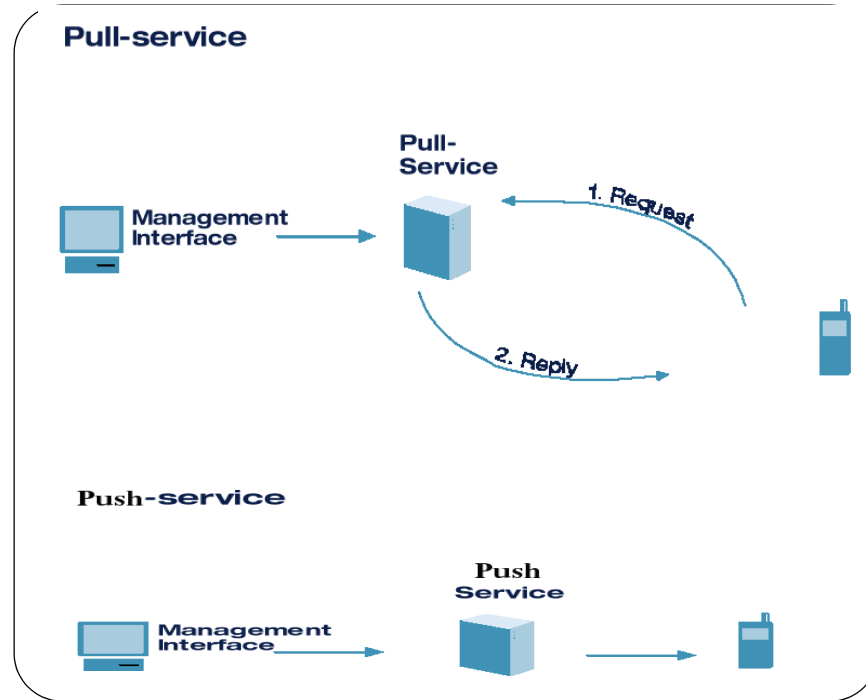 Pull-service
Pull-
Service
1. Request
Management
Interface
2. Reply
Push-service
Push
Service
Management
Interface